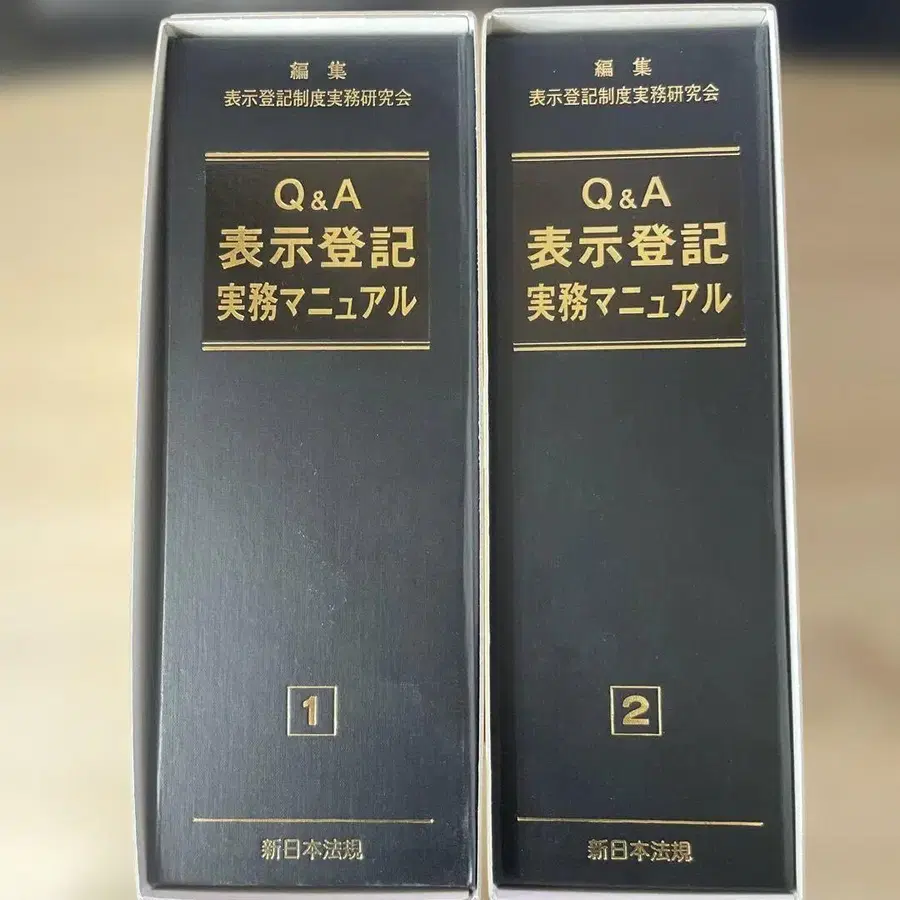 編集
表示登記制度実務研究会
Q&A
表示登記
実務マニュアル
1
新日本法規
編集
表示登記制度実務研究会
Q&A
表示登記
実務マニュアル
2
新日本法規